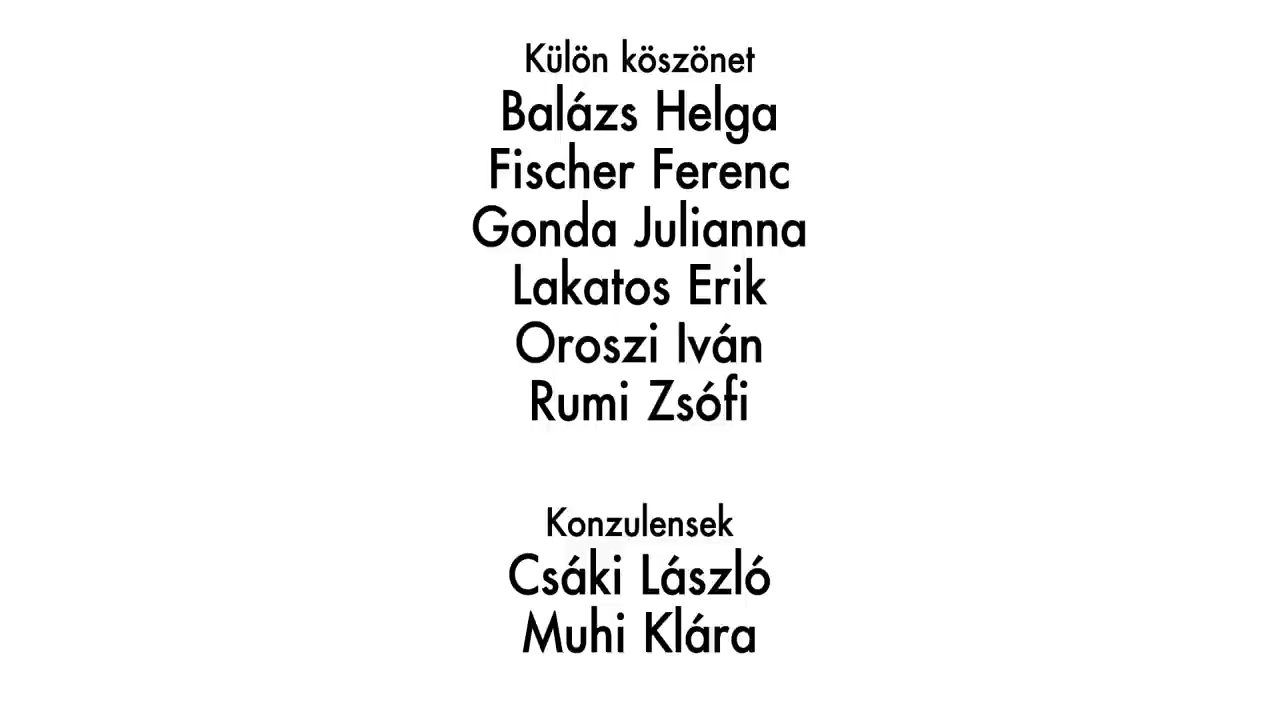 Külön köszönet
Balázs Helga
Fischer Ferenc
Gonda Julianna
Lakatos Erik
Oroszi Iván
Rumi Zsófi
Konzulensek
Csáki László
Muhi Klára